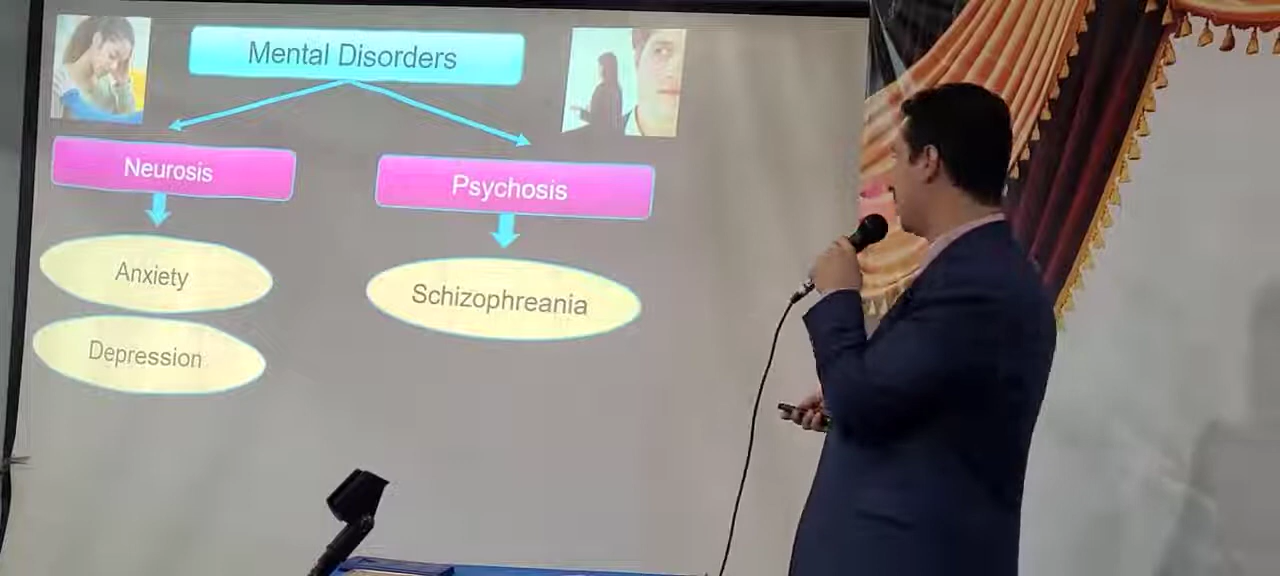 Mental Disorders
Neurosis
Psychosis
Anxiety
Schizophreania
Depression